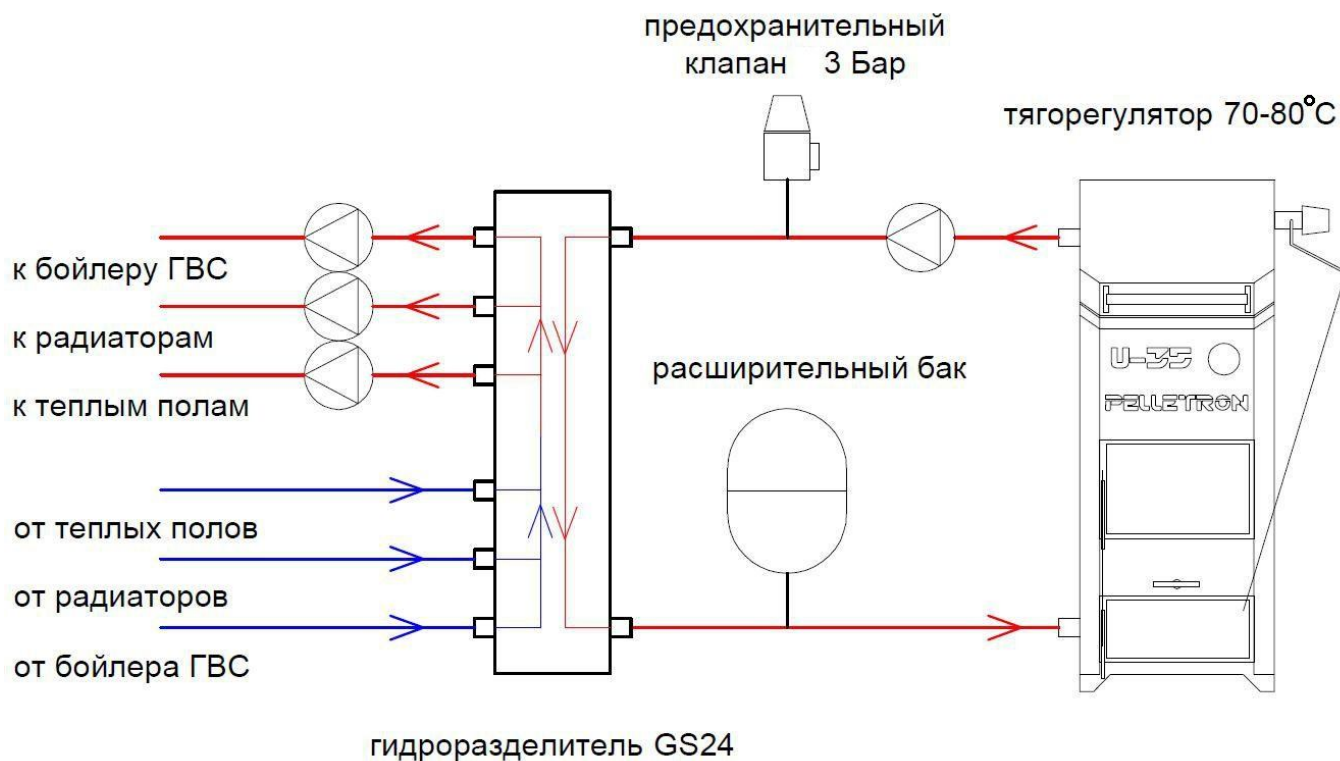 предохранительный
клапан 3 Бар
тягорегулятор 70-80°С
к бойлеру ГВС
к радиаторам
к теплым полам
расширительный бак
U-35
PELLETRON
от теплых полов
от радиаторов
от бойлера ГВС
гидроразделитель GS24